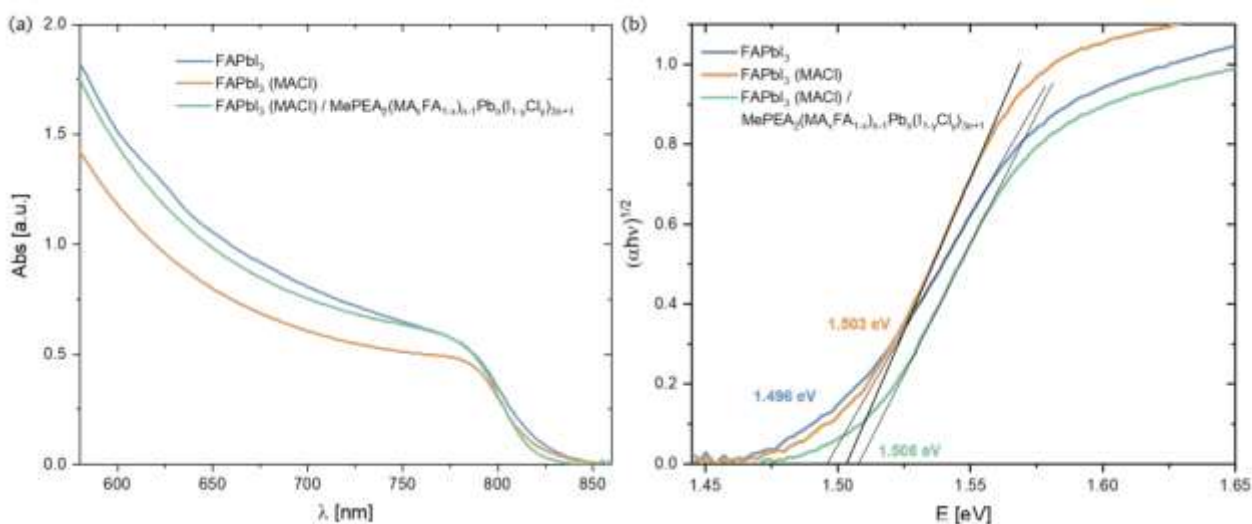 (a)
2.0
1.5
1.0
0.5
0.0
Abs [a.u.]
FAPbI₃
FAPbI₃ (MACl)
FAPbI₃ (MACl) / MePEA₂(MAₓFA₁₋ₓ)ₙ₋₁Pbₙ(I₁₋ᵧClᵧ)₃ₙ₊₁
600 650 700 750 800 850
λ [nm]
(b)
1.0
0.8
0.6
0.4
0.2
0.0
(αhν)^1/2
FAPbI₃
FAPbI₃ (MACl)
FAPbI₃ (MACl) /
MePEA₂(MAₓFA₁₋ₓ)ₙ₋₁Pbₙ(I₁₋ᵧClᵧ)₃ₙ₊₁
1.503 eV
1.496 eV
1.508 eV
1.45 1.50 1.55 1.60 1.65
E [eV]